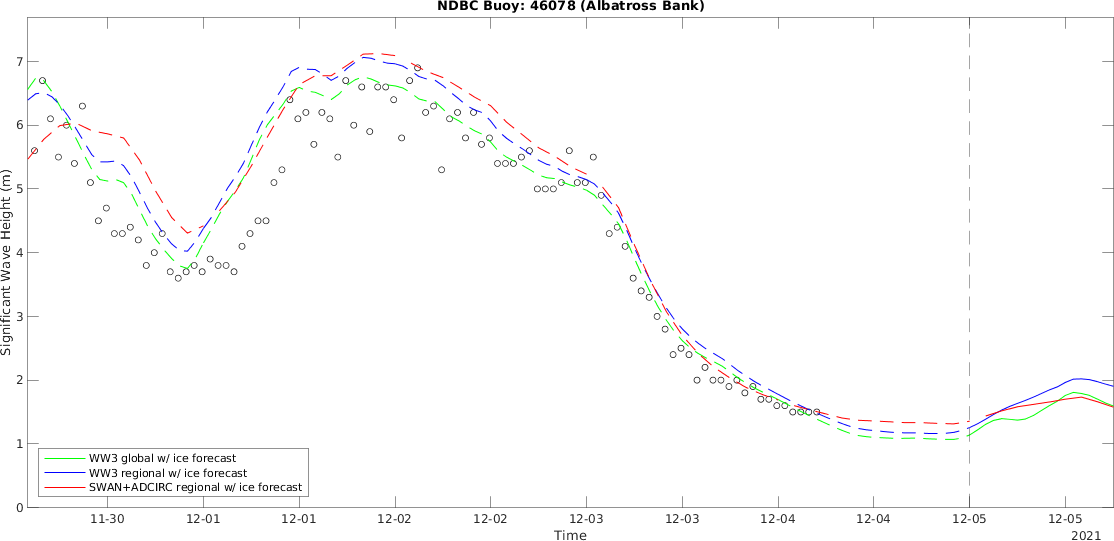 NDBC Buoy: 46078 (Albatross Bank)
7
6
5
4
3
2
1
0
Significant Wave Height (m)
WW3 global w/ ice forecast
WW3 regional w/ ice forecast
SWAN+ADCIRC regional w/ ice forecast
11-30 12-01 12-01 12-02 12-02 12-03 12-03 12-04 12-04 12-05 12-05
Time
2021